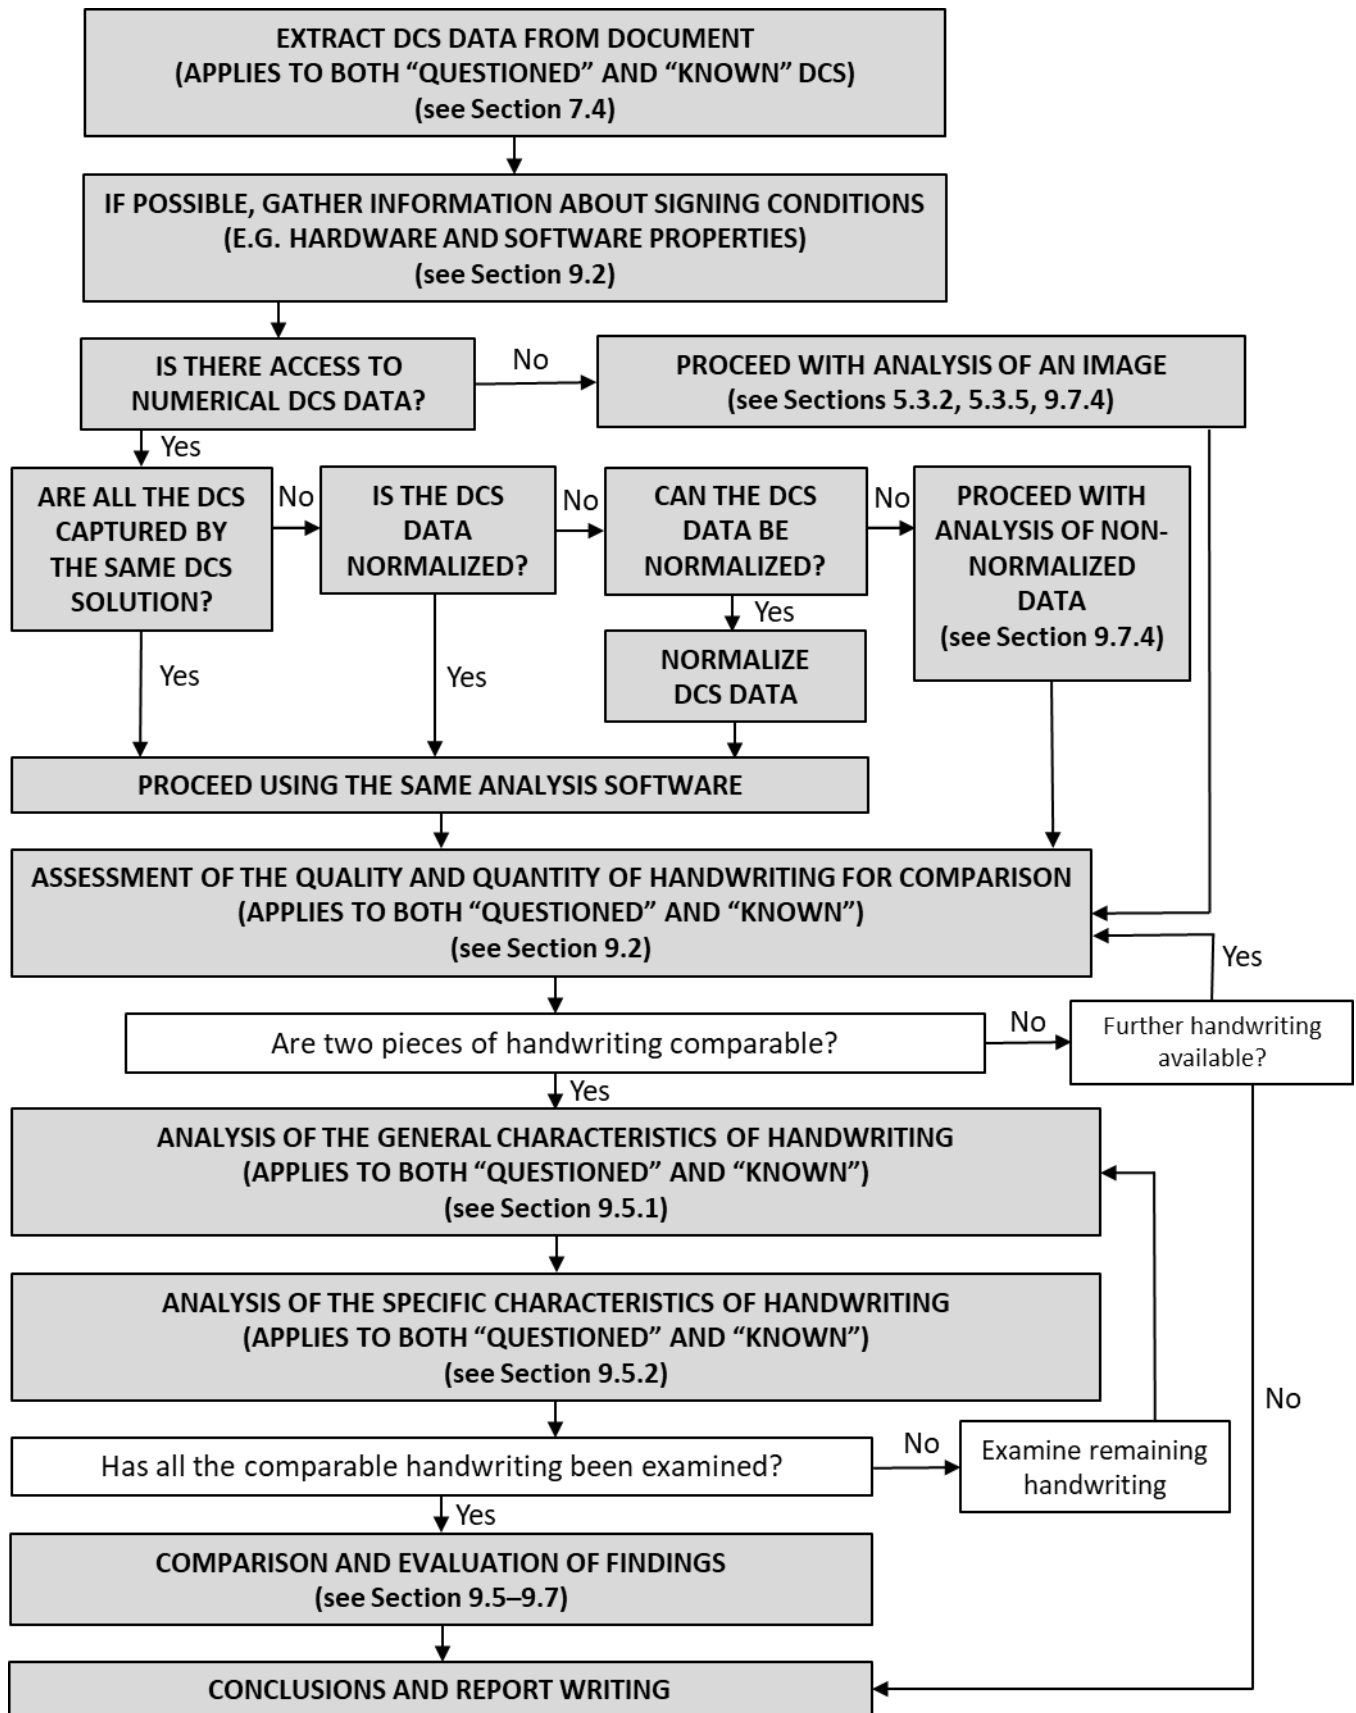 EXTRACT DCS DATA FROM DOCUMENT
(APPLIES TO BOTH “QUESTIONED” AND “KNOWN” DCS)
(see Section 7.4)
IF POSSIBLE, GATHER INFORMATION ABOUT SIGNING CONDITIONS
(E.G. HARDWARE AND SOFTWARE PROPERTIES)
(see Section 9.2)
IS THERE ACCESS TO
NUMERICAL DCS DATA?
No
PROCEED WITH ANALYSIS OF AN IMAGE
(see Sections 5.3.2, 5.3.5, 9.7.4)
Yes
ARE ALL THE DCS
CAPTURED BY
THE SAME DCS
SOLUTION?
No
IS THE DCS
DATA
NORMALIZED?
No
CAN THE DCS
DATA BE
NORMALIZED?
No
PROCEED WITH
ANALYSIS OF NON-
NORMALIZED
DATA
(see Section 9.7.4)
Yes
Yes
Yes
NORMALIZE
DCS DATA
PROCEED USING THE SAME ANALYSIS SOFTWARE
ASSESSMENT OF THE QUALITY AND QUANTITY OF HANDWRITING FOR COMPARISON
(APPLIES TO BOTH “QUESTIONED” AND “KNOWN”)
(see Section 9.2)
Are two pieces of handwriting comparable?
No
Further handwriting
available?
Yes
Yes
ANALYSIS OF THE GENERAL CHARACTERISTICS OF HANDWRITING
(APPLIES TO BOTH “QUESTIONED” AND “KNOWN”)
(see Section 9.5.1)
ANALYSIS OF THE SPECIFIC CHARACTERISTICS OF HANDWRITING
(APPLIES TO BOTH “QUESTIONED” AND “KNOWN”)
(see Section 9.5.2)
No
Has all the comparable handwriting been examined?
No
Examine remaining
handwriting
Yes
COMPARISON AND EVALUATION OF FINDINGS
(see Section 9.5–9.7)
CONCLUSIONS AND REPORT WRITING